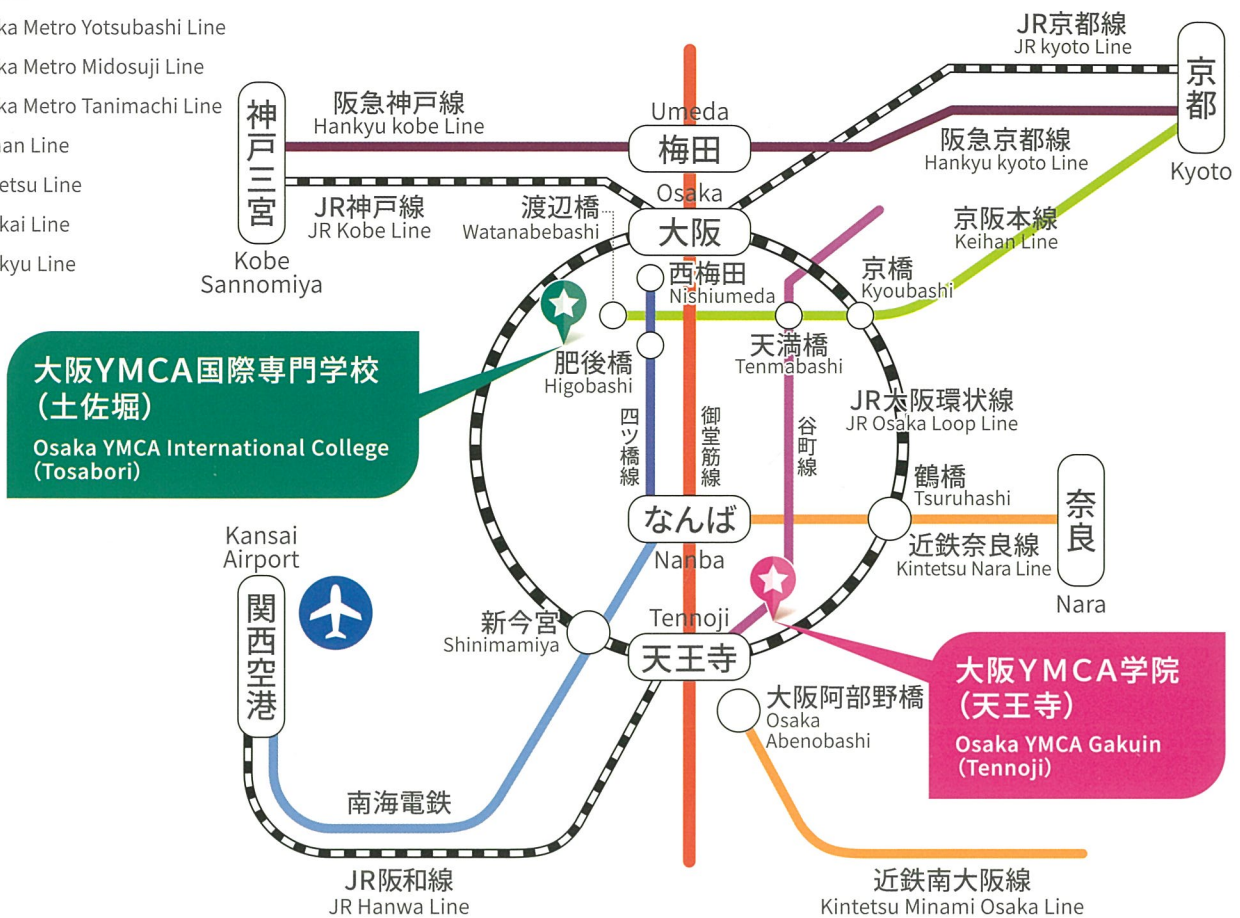 ka Metro Yotsubashi Line
ka Metro Midosuji Line
ka Metro Tanimachi Line
an Line
etsu Line
kai Line
kyu Line
JR京都線
JR kyoto Line
京都
Kyoto
神戸三宮
Kobe
Sannomiya
阪急神戸線
Hankyu kobe Line
Umeda
梅田
阪急京都線
Hankyu kyoto Line
JR神戸線
JR Kobe Line
渡辺橋
Watanabebashi
Osaka
大阪
京阪本線
Keihan Line
西梅田
Nishiumeda
京橋
Kyoubashi
肥後橋
Higobashi
天満橋
Tenmabashi
大阪YMCA国際専門学校
（土佐堀）
Osaka YMCA International College
(Tosabori)
四ツ橋線
御堂筋線
谷町線
JR大阪環状線
JR Osaka Loop Line
鶴橋
Tsuruhashi
なんば
Nanba
近鉄奈良線
Kintetsu Nara Line
奈良
Nara
Kansai
Airport
関西空港
新今宮
Shinimamiya
Tennoji
天王寺
大阪YMCA学院
（天王寺）
Osaka YMCA Gakuin
(Tennoji)
大阪阿部野橋
Osaka
Abenobashi
南海電鉄
JR阪和線
JR Hanwa Line
近鉄南大阪線
Kintetsu Minami Osaka Line